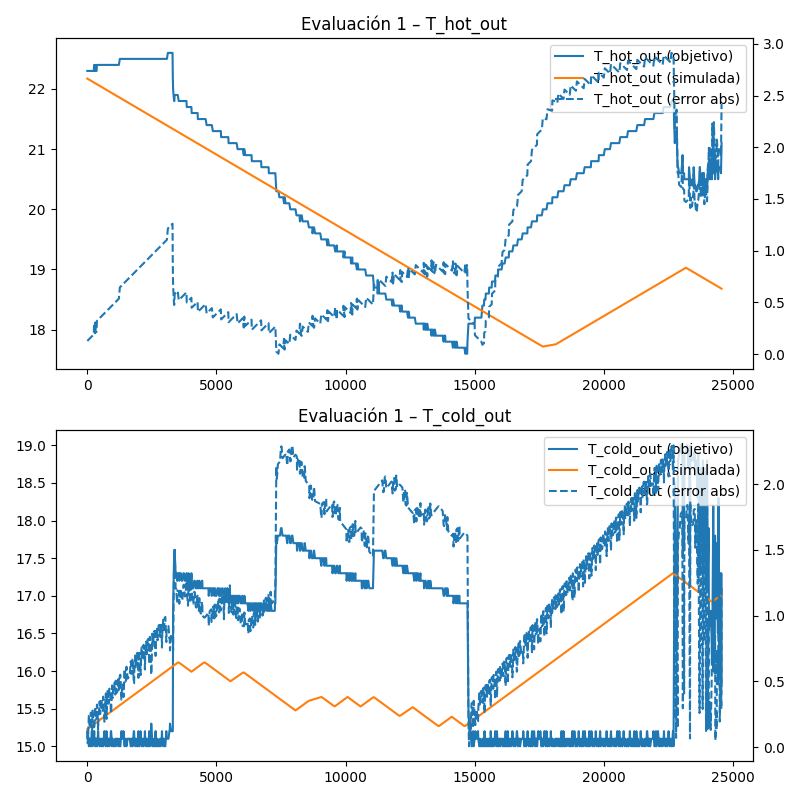 Evaluación 1 – T_hot_out
T_hot_out (objetivo)
T_hot_out (simulada)
T_hot_out (error abs)
22
21
20
19
18
3.0
2.5
2.0
1.5
1.0
0.5
0.0
0 5000 10000 15000 20000 25000
Evaluación 1 – T_cold_out
T_cold_out (objetivo)
T_cold_out (simulada)
T_cold_out (error abs)
19.0
18.5
18.0
17.5
17.0
16.5
16.0
15.5
15.0
2.0
1.5
1.0
0.5
0.0
0 5000 10000 15000 20000 25000